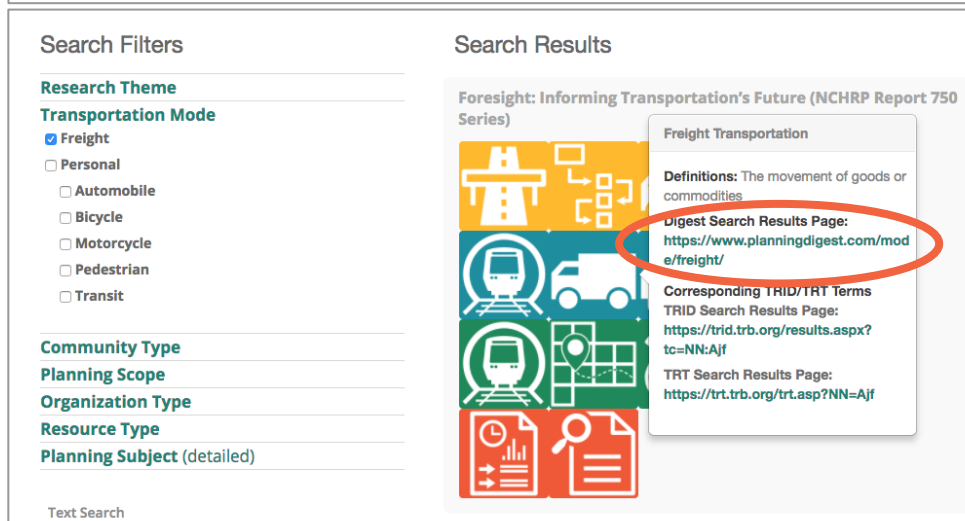 Search Filters
Research Theme
Transportation Mode
Freight
Personal
Automobile
Bicycle
Motorcycle
Pedestrian
Transit
Community Type
Planning Scope
Organization Type
Resource Type
Planning Subject (detailed)
Text Search
Search Results
Foresight: Informing Transportation's Future (NCHRP Report 750
Series)
Freight Transportation
Definitions: The movement of goods or
commodities
Digest Search Results Page:
https://www.planningdigest.com/mod
e/freight/
Corresponding TRID/TRT Terms
TRID Search Results Page:
https://trid.trb.org/results.aspx?
tc=NN:Ajf
TRT Search Results Page:
https://trt.trb.org/trt.asp?NN=Ajf